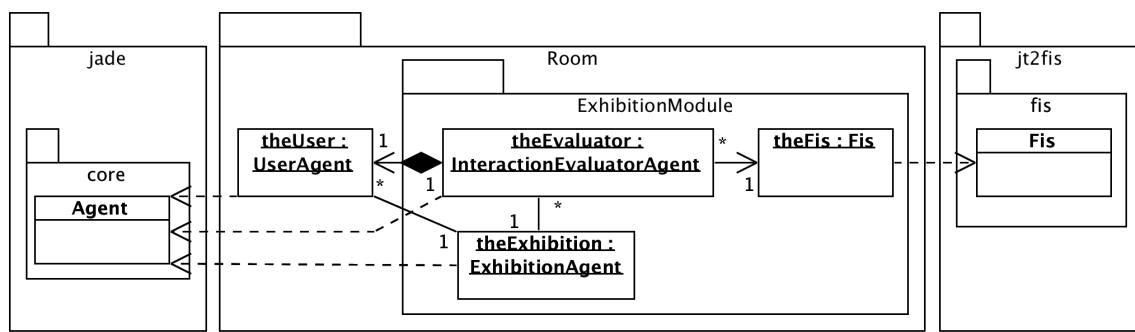 jade
Room
jt2fis
fis
ExhibitionModule
theUser :
UserAgent
1
*
theEvaluator :
InteractionEvaluatorAgent
1
*
1
theFis : Fis
Fis
core
Agent
*
1
1
theExhibition :
ExhibitionAgent